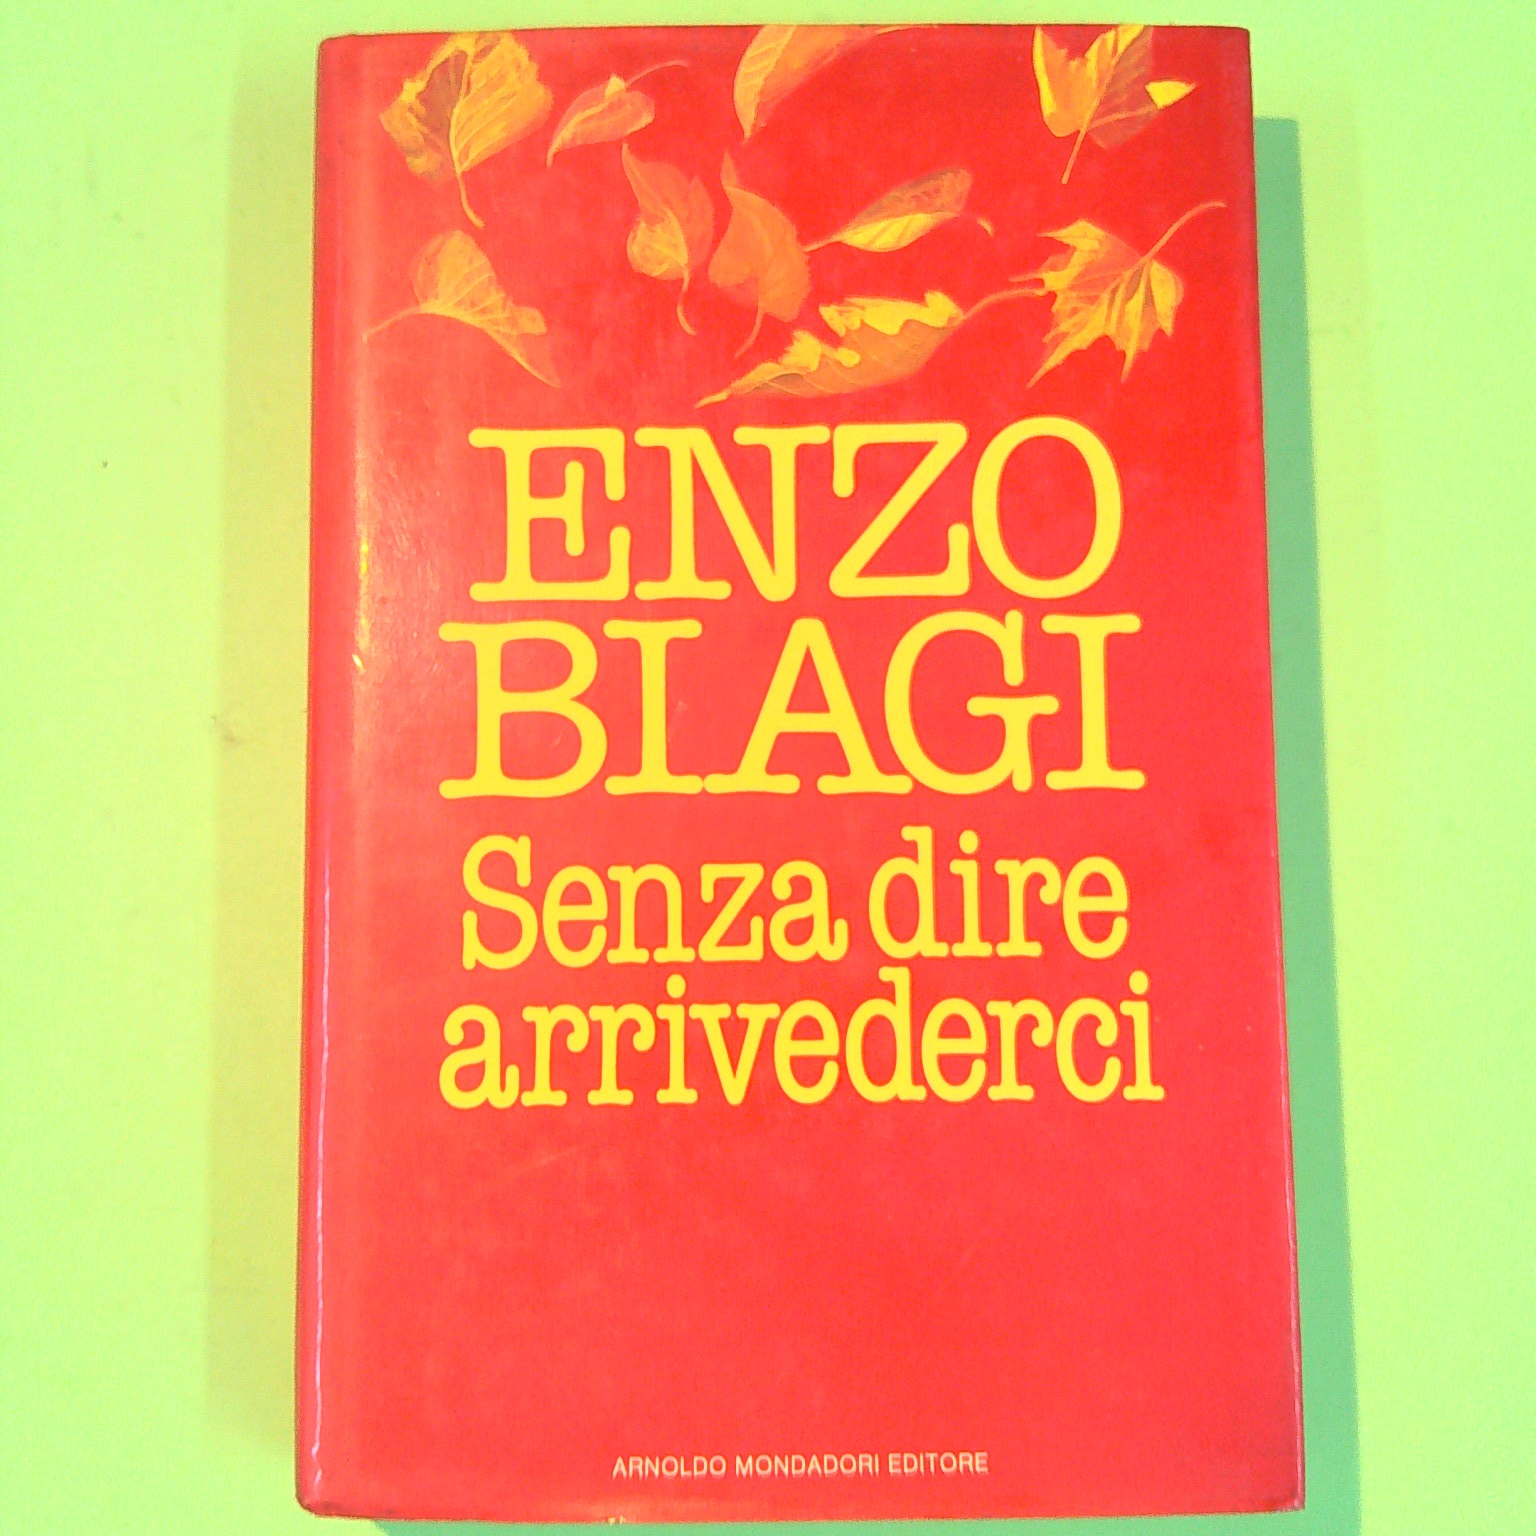 ENZO
BIAGI
Senza dire
arrivederci
ARNOLDO MONDADORI EDITORE